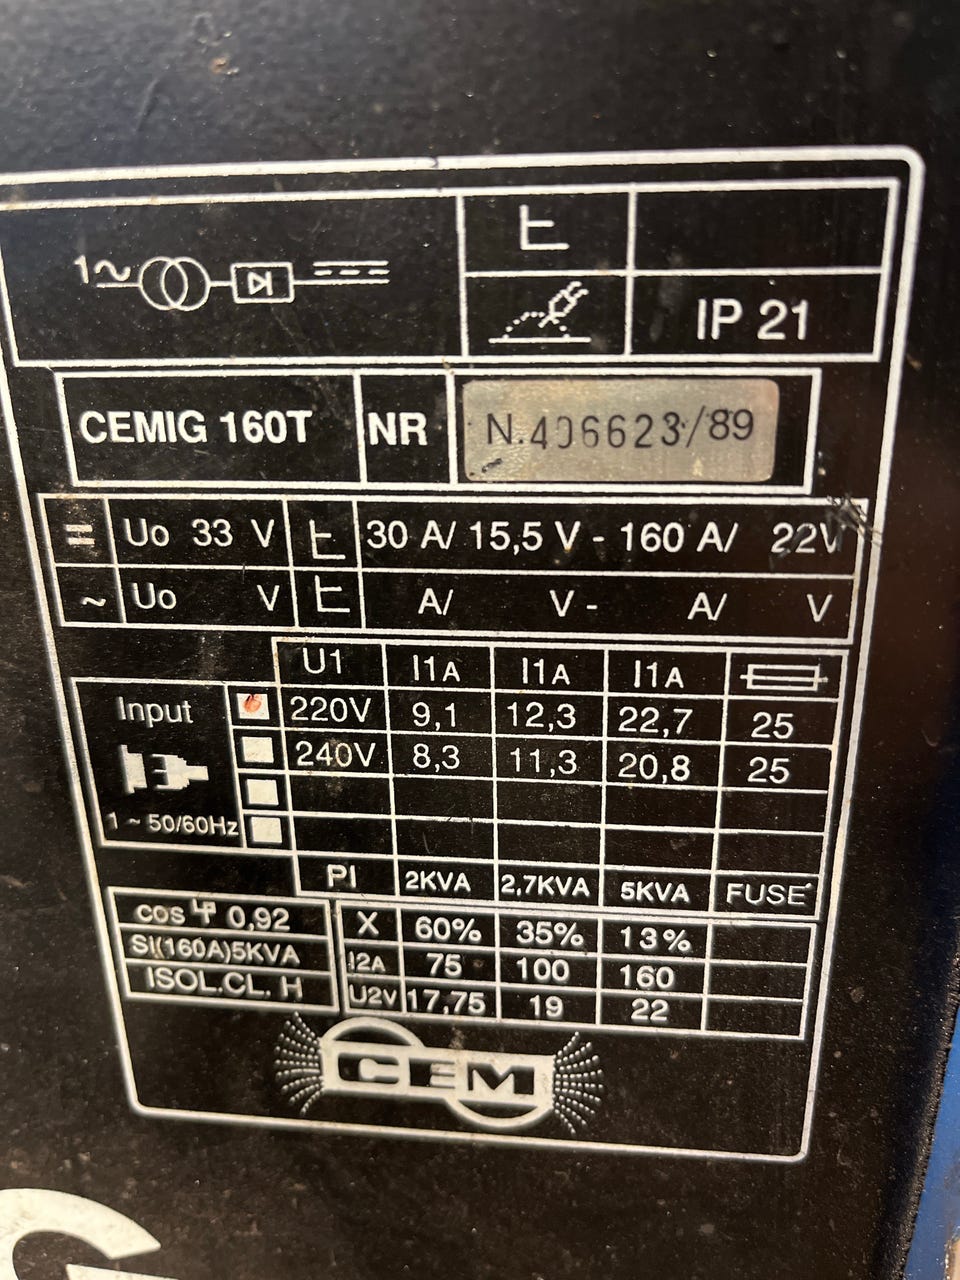 1~
IP 21
CEMIG 160T NR N.406623/89
Uo 33 V 30 A/ 15,5 V - 160 A/ 22V
~ Uo V A/ V - A/ V
U1 I1A I1A I1A
Input 220V 9,1 12,3 22,7 25
240V 8,3 11,3 20,8 25
1 ~ 50/60Hz
PI 2KVA 2,7KVA 5KVA FUSE
cos φ 0,92 X 60% 35% 13%
SI(160A)5KVA I2A 75 100 160
ISOL.CL. H U2V 17,75 19 22
CEM
G